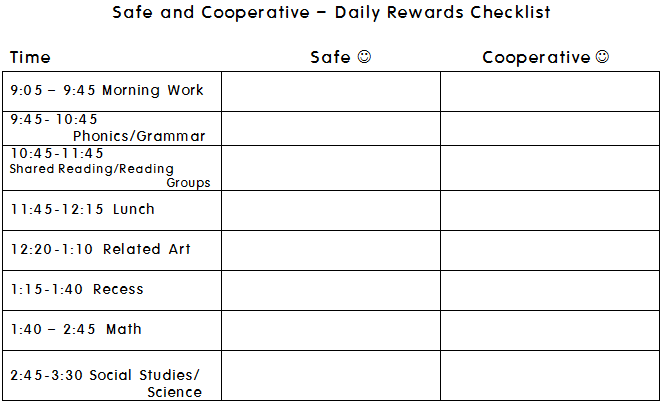 Safe and Cooperative – Daily Rewards Checklist
Time Safe ☺ Cooperative ☺
9:05 – 9:45 Morning Work
9:45- 10:45
Phonics/Grammar
10:45-11:45
Shared Reading/Reading
Groups
11:45-12:15 Lunch
12:20-1:10 Related Art
1:15-1:40 Recess
1:40 – 2:45 Math
2:45-3:30 Social Studies/
Science